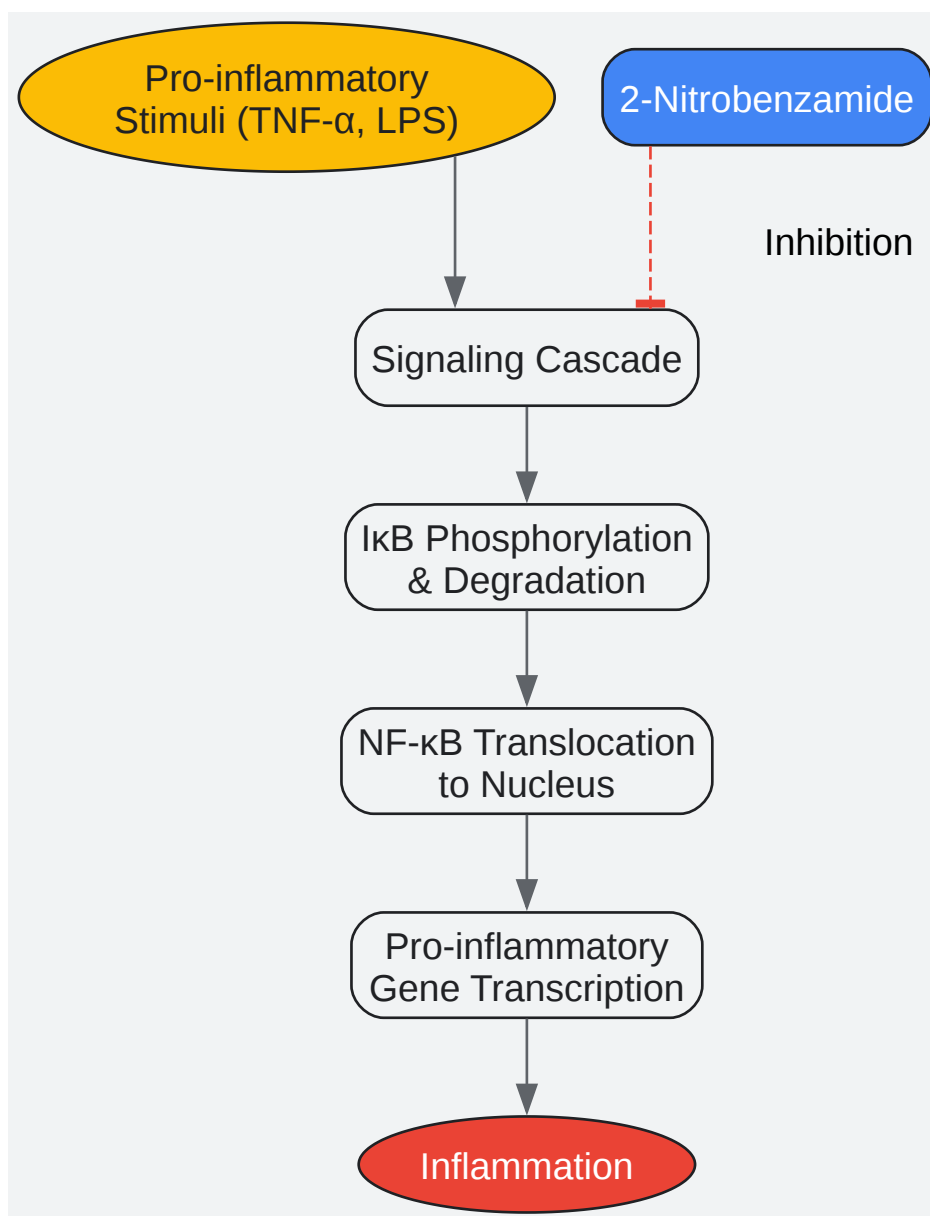 Pro-inflammatory
Stimuli (TNF-α, LPS)
2-Nitrobenzamide
Inhibition
Signaling Cascade
IκB Phosphorylation
& Degradation
NF-κB Translocation
to Nucleus
Pro-inflammatory
Gene Transcription
Inflammation